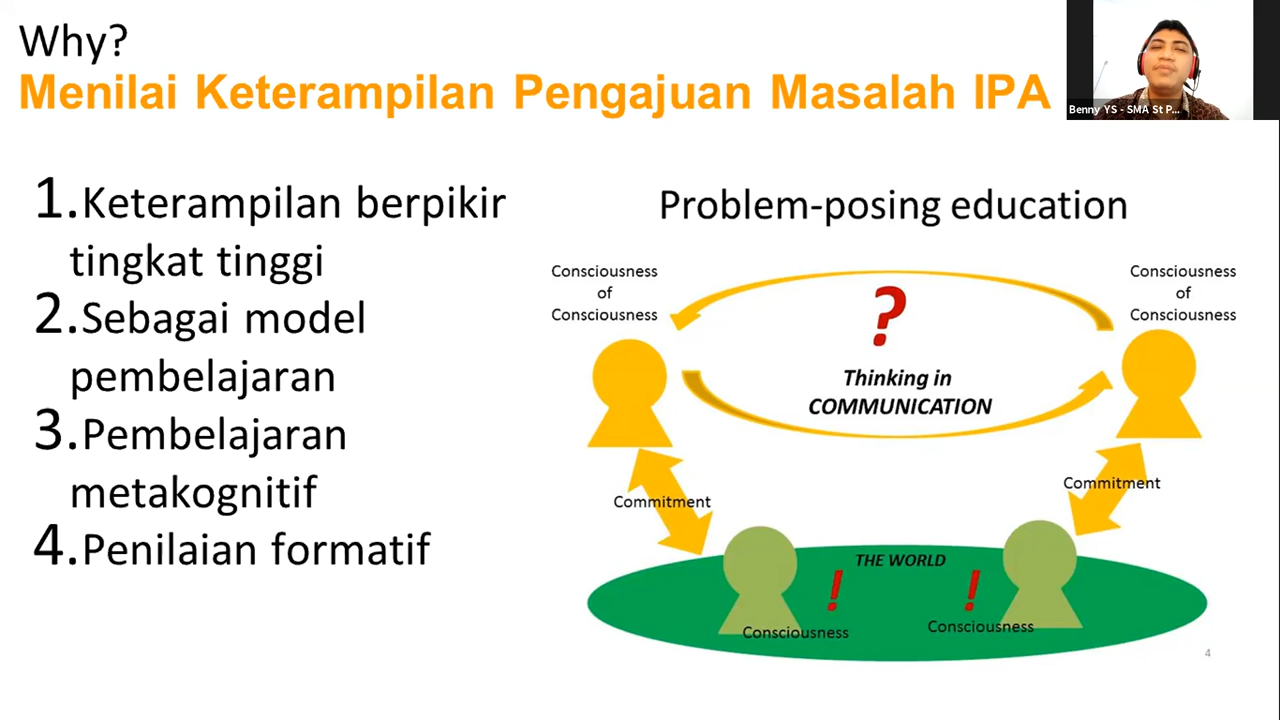 Why?
Menilai Keterampilan Pengajuan Masalah IPA
Benny YS - SMA St P...
1.Keterampilan berpikir
tingkat tinggi
2.Sebagai model
pembelajaran
3.Pembelajaran
metakognitif
4.Penilaian formatif
Problem-posing education
Consciousness
of
Consciousness
Consciousness
of
Consciousness
?
Thinking in
COMMUNICATION
Commitment
Commitment
THE WORLD
!
!
Consciousness
Consciousness
4